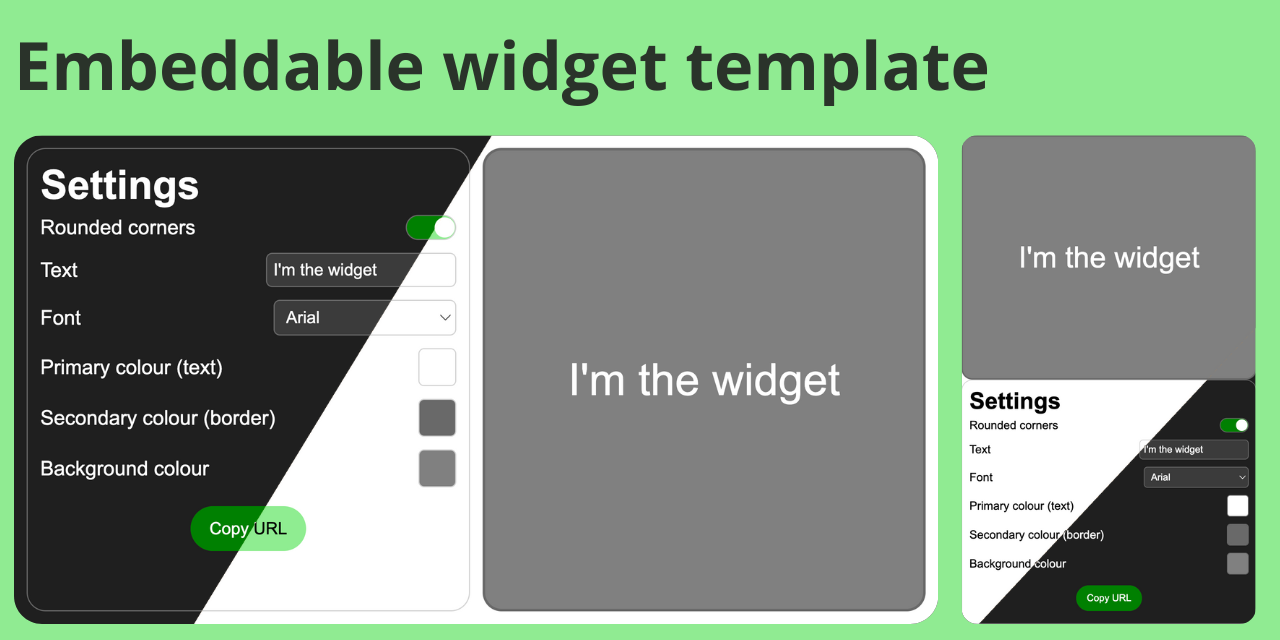 Embeddable widget template
Settings
Rounded corners
Text
I'm the widget
Font
Arial
Primary colour (text)
Secondary colour (border)
Background colour
Copy URL
I'm the widget
I'm the widget
Settings
Rounded corners
Text
I'm the widget
Font
Arial
Primary colour (text)
Secondary colour (border)
Background colour
Copy URL